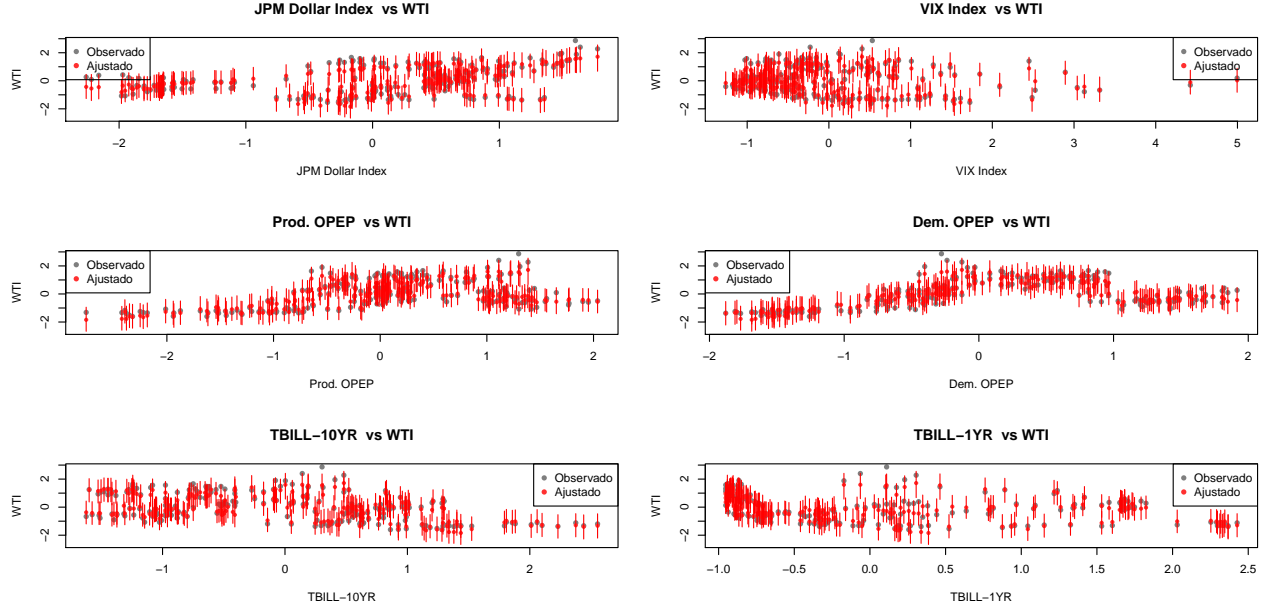 JPM Dollar Index vs WTI
WTI
2
0
−2
Observado
Ajustado
−2
−1
0
1
JPM Dollar Index
VIX Index vs WTI
WTI
2
0
−2
Observado
Ajustado
−1
0
1
2
3
4
5
VIX Index
Prod. OPEP vs WTI
WTI
2
0
−2
Observado
Ajustado
−2
−1
0
1
2
Prod. OPEP
Dem. OPEP vs WTI
WTI
2
0
−2
Observado
Ajustado
−2
−1
0
1
2
Dem. OPEP
TBILL−10YR vs WTI
WTI
2
0
−2
Observado
Ajustado
−1
0
1
2
TBILL−10YR
TBILL−1YR vs WTI
WTI
2
0
−2
Observado
Ajustado
−1.0
−0.5
0.0
0.5
1.0
1.5
2.0
2.5
TBILL−1YR